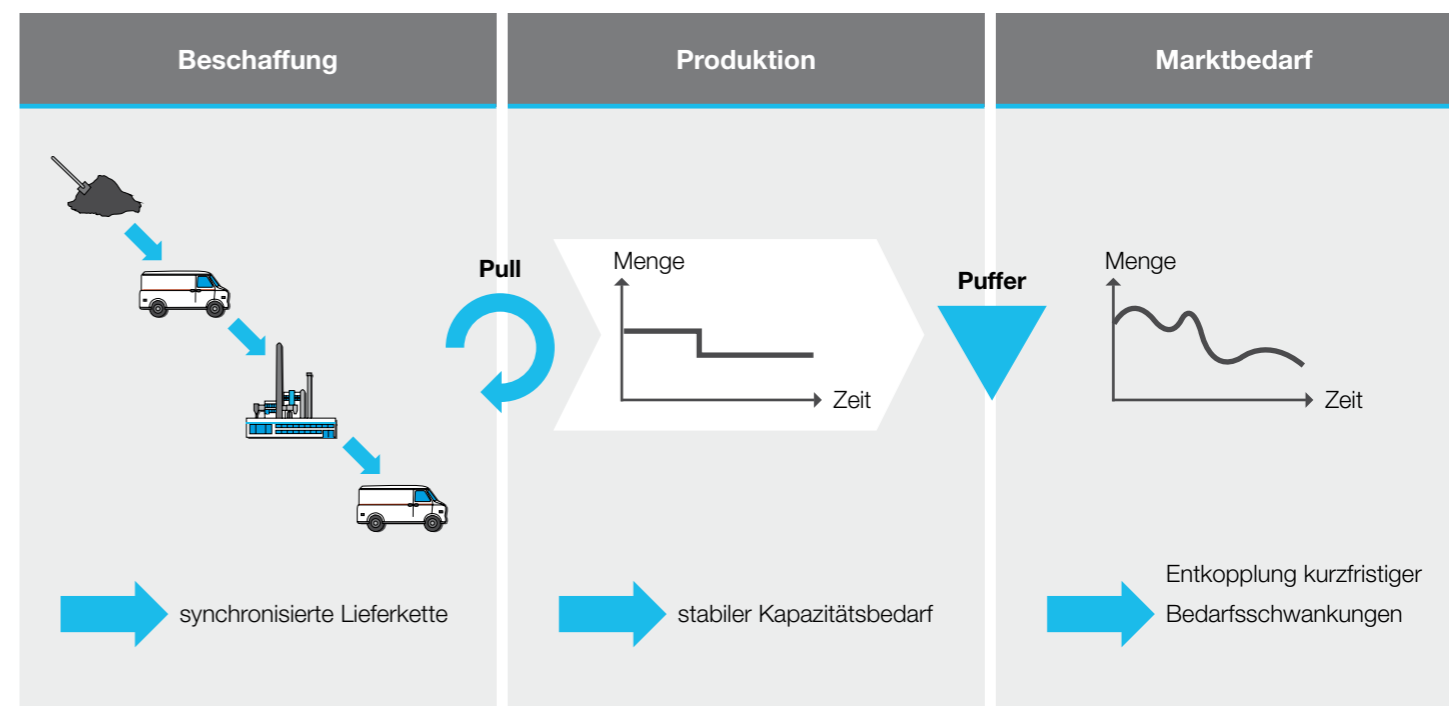 Beschaffung
Produktion
Marktbedarf
Pull
Menge
Zeit
Puffer
Menge
Zeit
synchronisierte Lieferkette
stabiler Kapazitätsbedarf
Entkopplung kurzfristiger
Bedarfsschwankungen